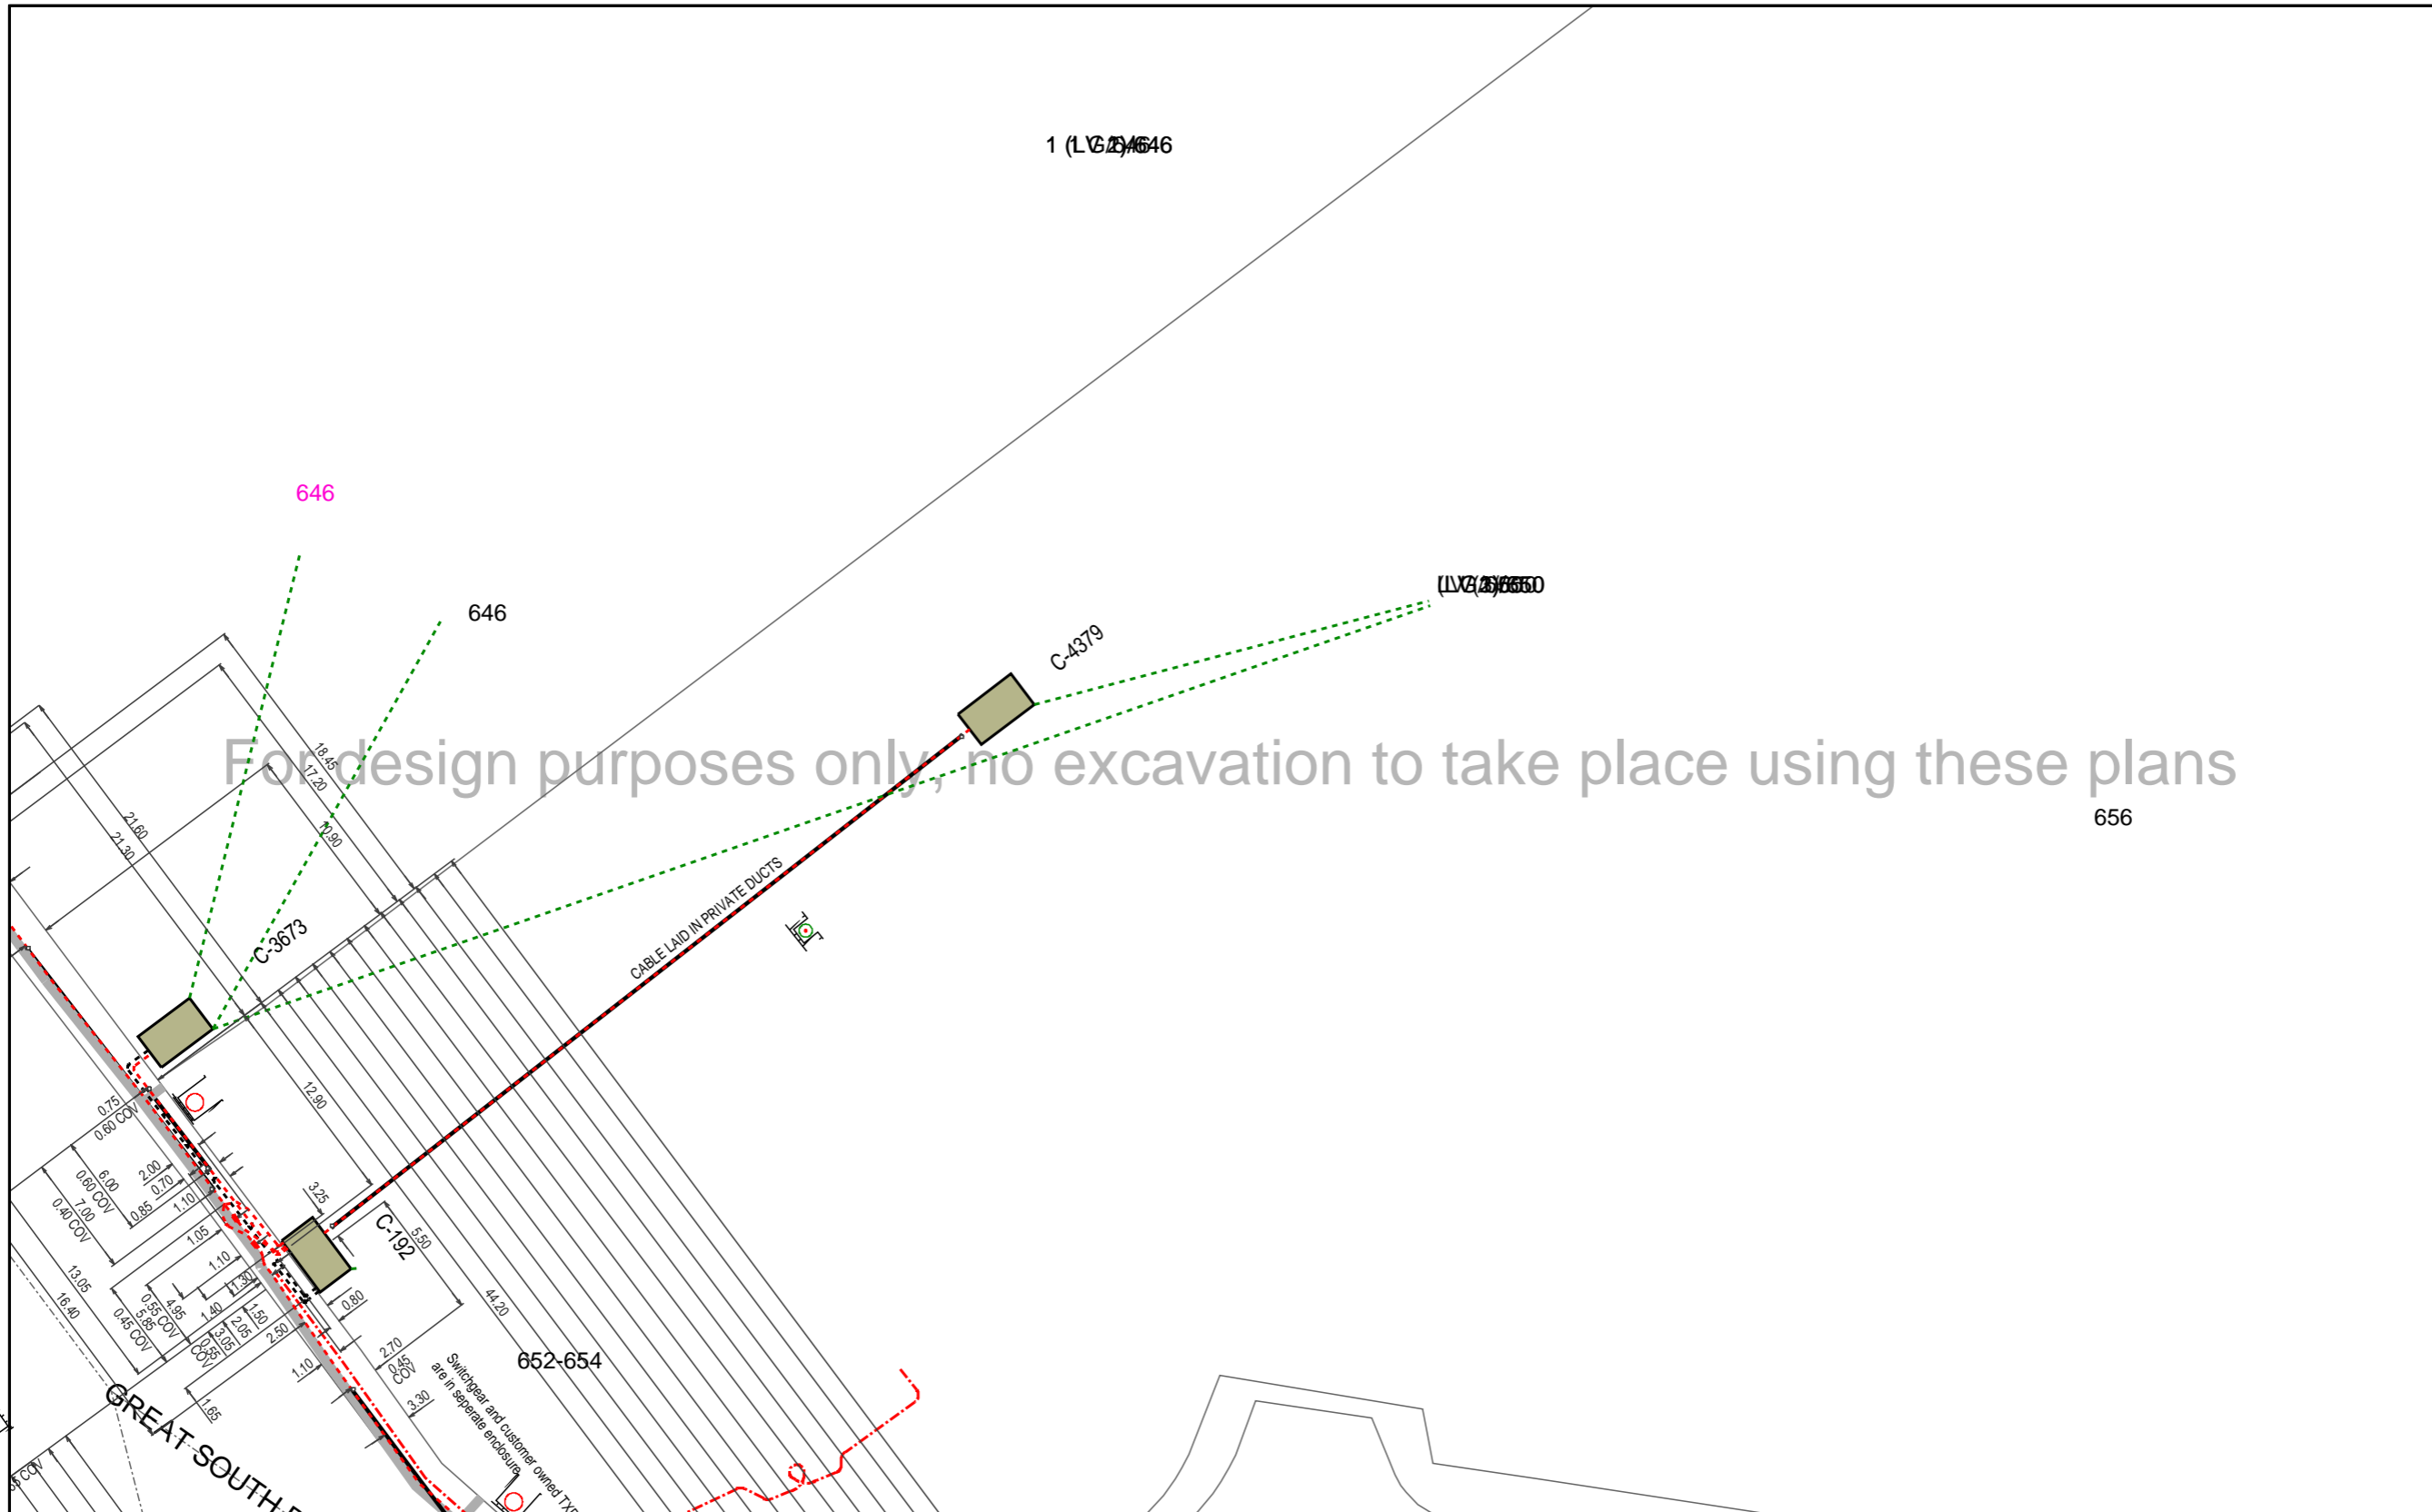 646
646
C-4379
For design purposes only, no excavation to take place using these plans
656
18.45
17.20
10.90
21.60
21.30
CABLE LAID IN PRIVATE DUCTS
C-3673
12.90
0.75
0.60 COV
6.00
0.60 COV
7.00
0.40 COV
2.00
0.70
0.85
1.10
3.25
C-192
5.50
1.05
1.10
1.30
13.05
16.40
4.95
0.55 COV
5.85
0.45 COV
1.40
1.50
2.05
3.05
0.55
COV
2.50
0.80
44.20
2.70
0.45
COV
652-654
1.10
3.30
1.65
Switchgear and customer owned
are in seperate enclosure
GREAT SOUTH